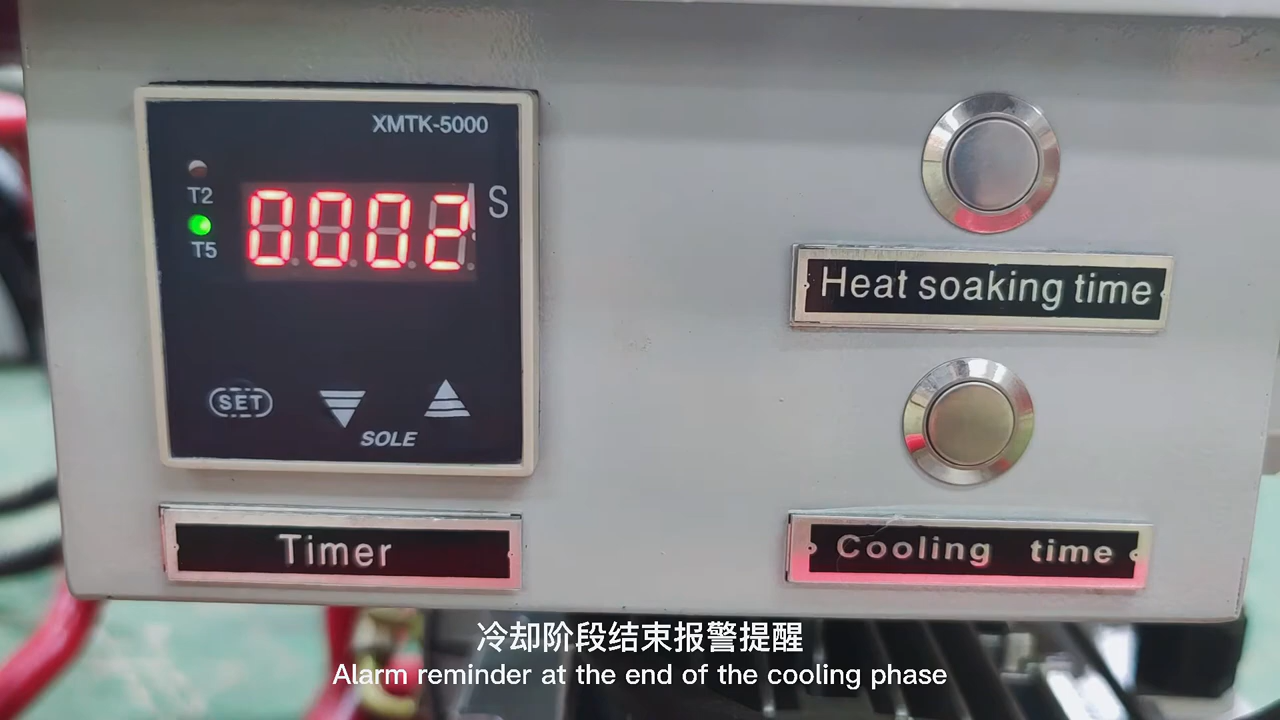 XMTK-5000
T2
T5
0002 S
SET
SOLE
Timer
Heat soaking time
Cooling time
冷却阶段结束报警提醒
Alarm reminder at the end of the cooling phase